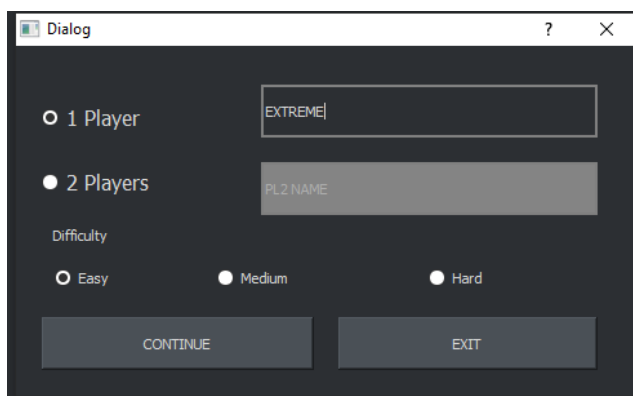 Dialog ?
1 Player EXTREME
2 Players PL2 NAME
Difficulty
Easy Medium Hard
CONTINUE EXIT